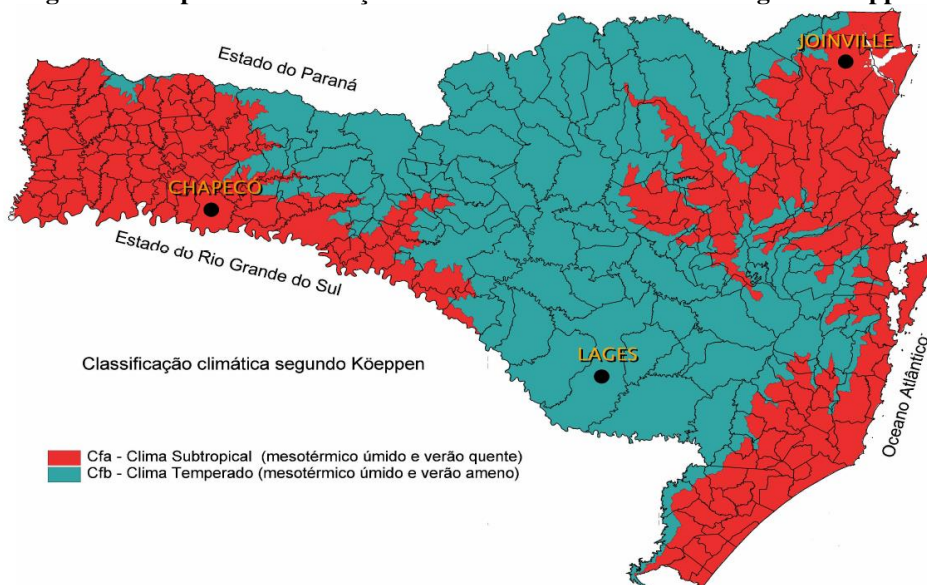 JOINVILLE
Estado do Paraná
CHAPECÓ
Estado do Rio Grande do Sul
LAGES
Oceano Atlântico
Classificação climática segundo Köeppen
Cfa - Clima Subtropical (mesotérmico úmido e verão quente)
Cfb - Clima Temperado (mesotérmico úmido e verão ameno)